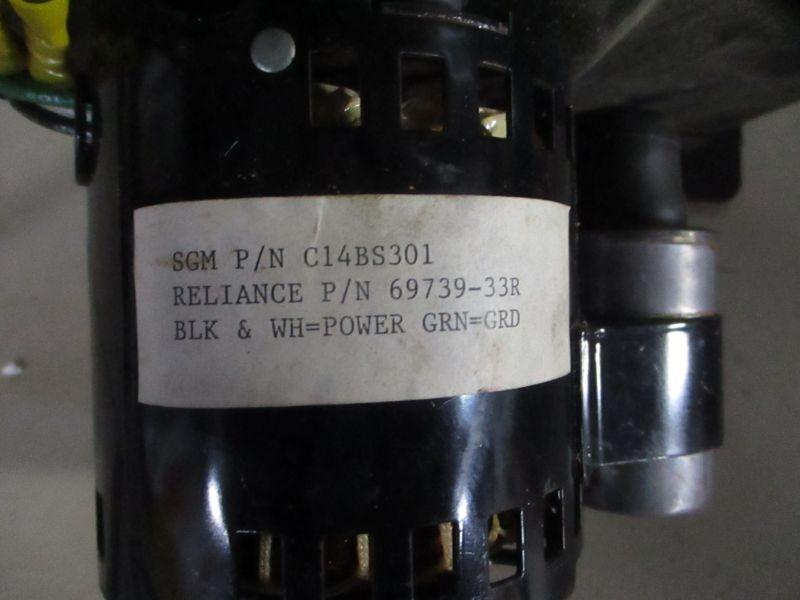 SGM P/N C14BS301
RELIANCE P/N 69739-33R
BLK & WH=POWER GRN=GRD